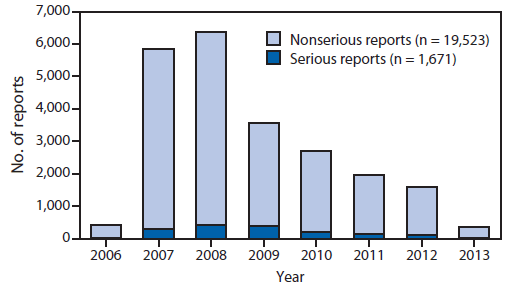 7,000
6,000
5,000
4,000
3,000
2,000
1,000
0
No. of reports
Nonserious reports (n = 19,523)
Serious reports (n = 1,671)
2006 2007 2008 2009 2010 2011 2012 2013
Year